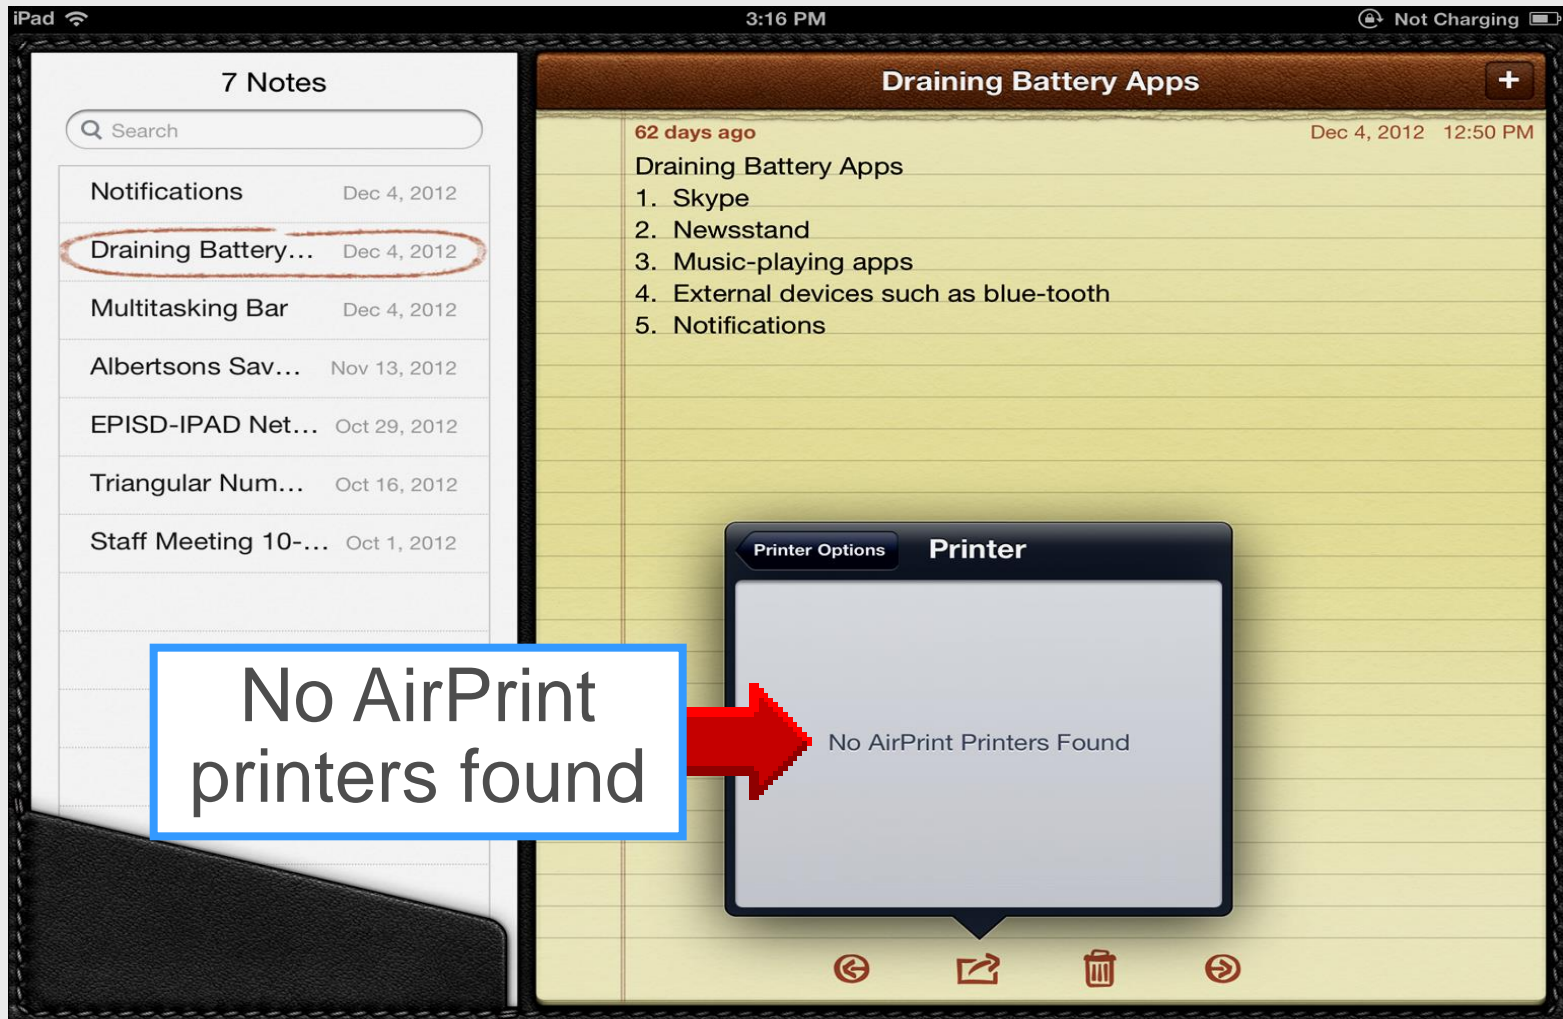 iPad 3:16 PM Not Charging
7 Notes
Search
Notifications Dec 4, 2012
Draining Battery... Dec 4, 2012
Multitasking Bar Dec 4, 2012
Albertsons Sav... Nov 13, 2012
EPISD-IPAD Net... Oct 29, 2012
Triangular Num... Oct 16, 2012
Staff Meeting 10-... Oct 1, 2012
Draining Battery Apps +
62 days ago Dec 4, 2012 12:50 PM
Draining Battery Apps
1. Skype
2. Newsstand
3. Music-playing apps
4. External devices such as blue-tooth
5. Notifications
Printer Options Printer
No AirPrint Printers Found
No AirPrint
printers found